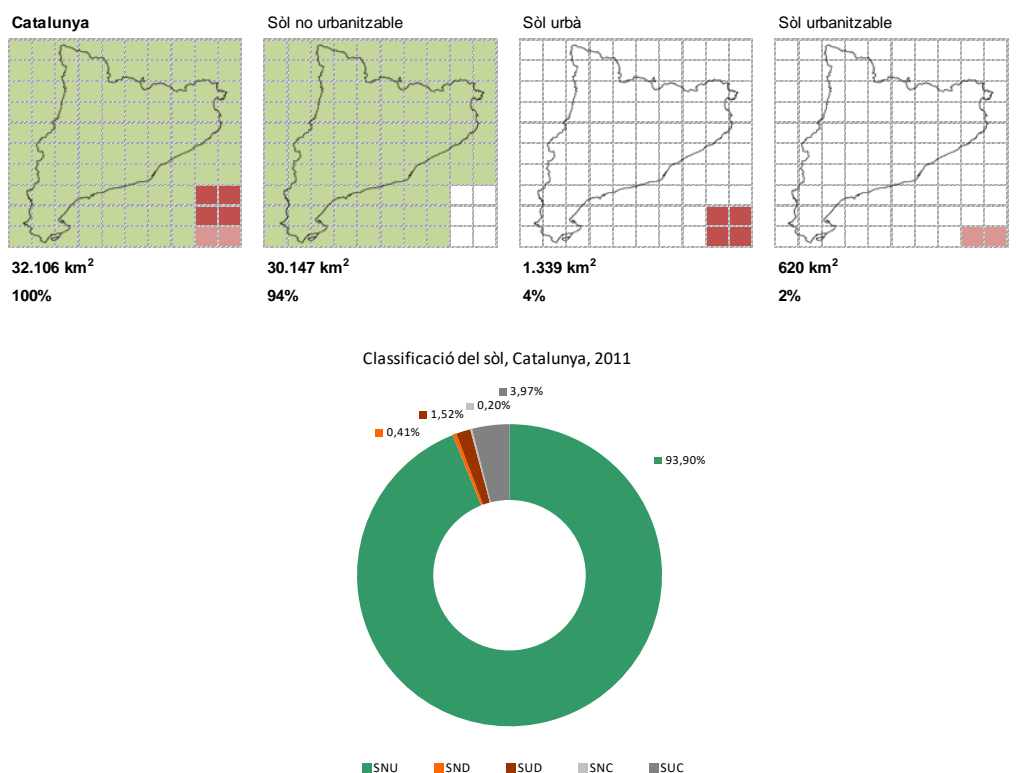 Catalunya
32.106 km²
100%
Sòl no urbanitzable
30.147 km²
94%
Sòl urbà
1.339 km²
4%
Sòl urbanitzable
620 km²
2%
Classificació del sòl, Catalunya, 2011
3,97%
0,20%
1,52%
0,41%
93,90%
SNU SND SUD SNC SUC